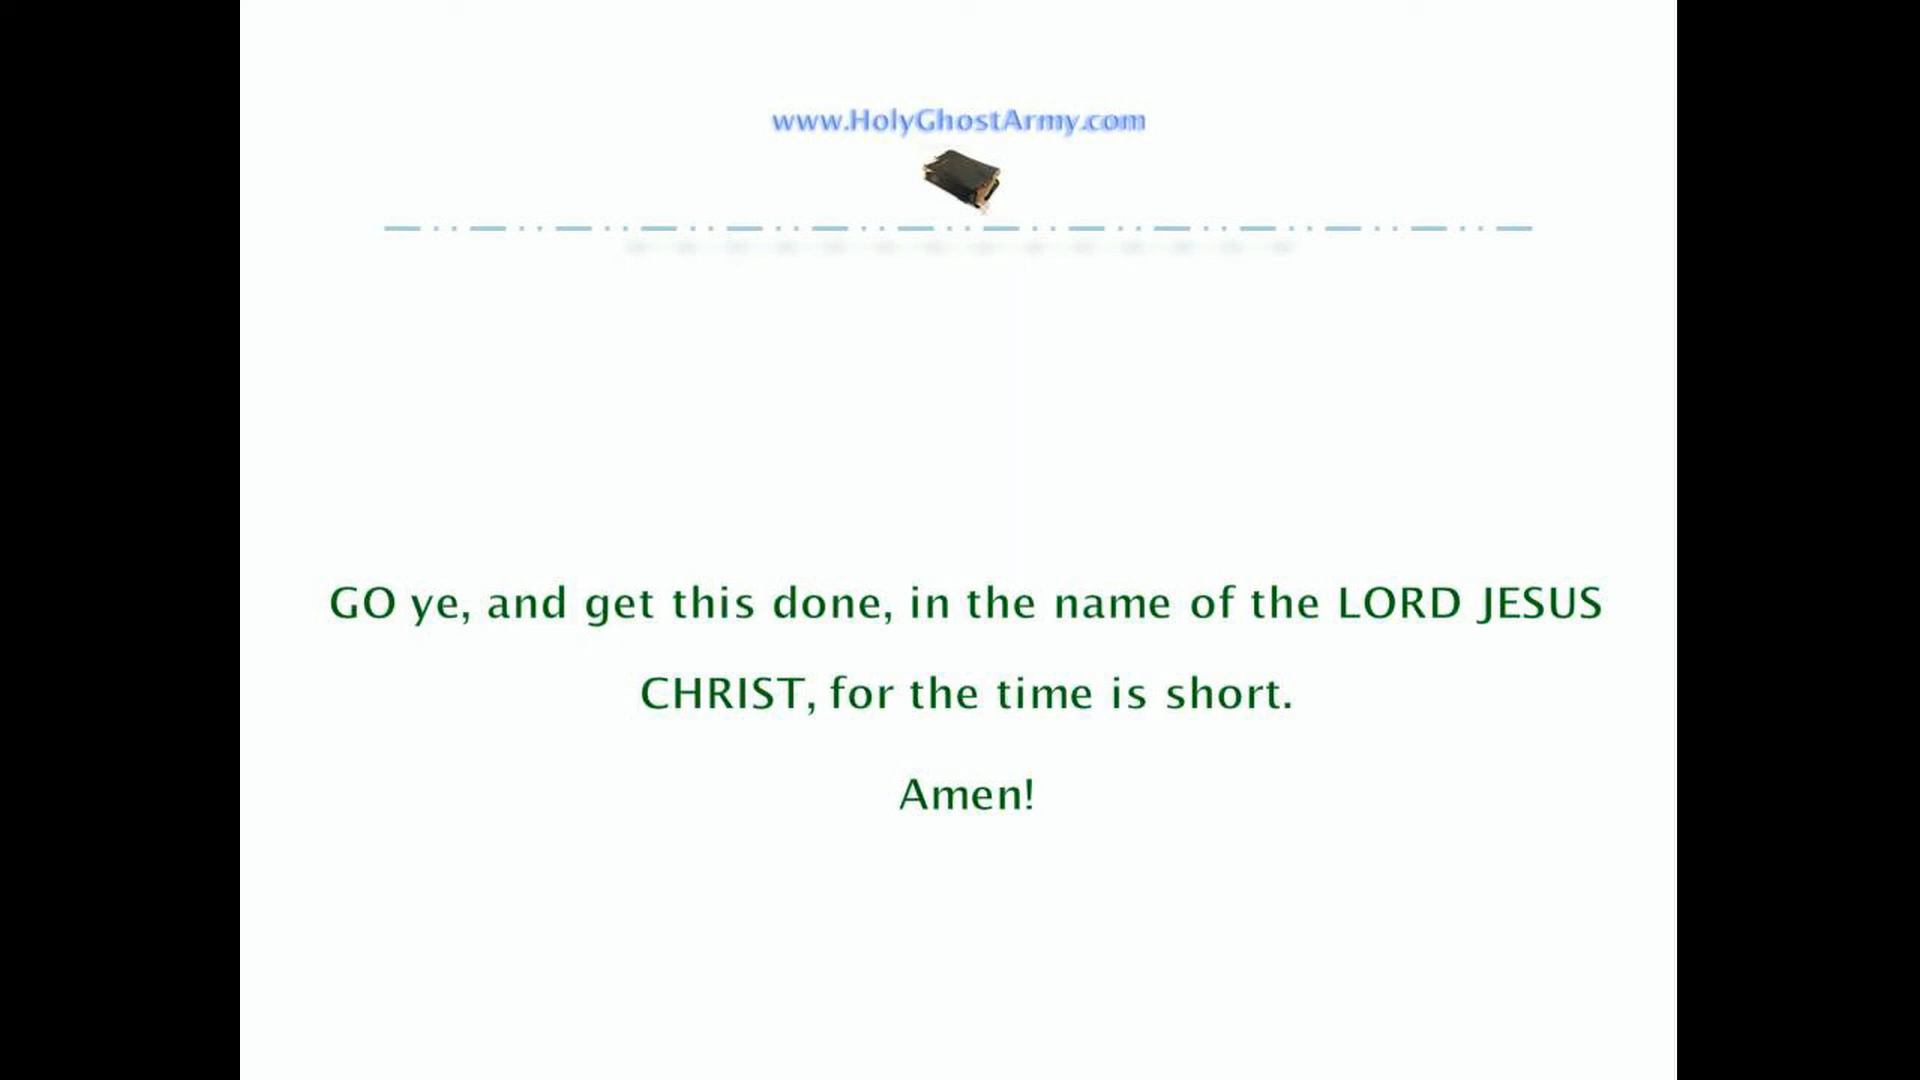 www.HolyGhostArmy.com
GO ye, and get this done, in the name of the LORD JESUS
CHRIST, for the time is short.
Amen!